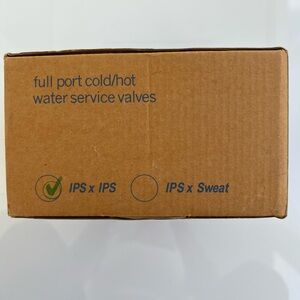 full port cold/hot
water service valves
IPS x IPS IPS x Sweat